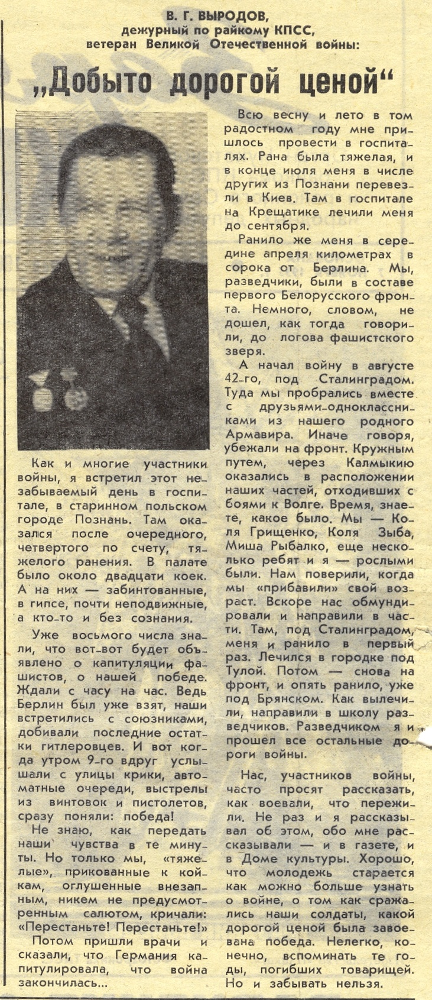 В. Г. ВЫРОДОВ,
дежурный по райкому КПСС,
ветеран Великой Отечественной войны:
„Добыто дорогой ценой“
Как и многие участники
войны, я встретил этот не-
забываемый день в госпи-
тале, в старинном польском
городе Познань. Там ока-
зался после очередного,
четвертого по счету, тя-
желого ранения. В палате
было около двадцати коек.
А на них — забинтованные,
в гипсе, почти неподвижные,
а кто-то и без сознания.
Уже восьмого числа зна-
ли, что вот-вот будет объ-
явлено о капитуляции фа-
шистов, о нашей победе.
Ждали с часу на час. Ведь
Берлин был уже взят, наши
встретились с союзниками,
добивали последние остат-
ки гитлеровцев. И вот ког-
да утром 9-го вдруг услы-
шали с улицы крики, авто-
матные очереди, выстрелы
из винтовок и пистолетов,
сразу поняли: победа!
Не знаю, как передать
наши чувства в те мину-
ты. Но только мы, «тяже-
лые», прикованные к кой-
кам, оглушенные внезап-
ным, никем не предусмот-
ренным салютом, кричали:
«Перестаньте! Перестаньте!»
Потом пришли врачи и
сказали, что Германия ка-
питулировала, что война
закончилась...
Всю весну и лето в том
радостном году мне при-
шлось провести в госпита-
лях. Рана была тяжелая, и
в конце июля меня в числе
других из Познани перевез-
ли в Киев. Там в госпитале
на Крещатике лечили меня
до сентября.
Ранило же меня в сере-
дине апреля километрах в
сорока от Берлина. Мы,
разведчики, были в составе
первого Белорусского фрон-
та. Немного, словом, не
дошел, как тогда говори-
ли, до логова фашистского
зверя.
А начал войну в августе
42-го, под Сталинградом.
Туда мы пробрались вместе
с друзьями-одноклассни-
ками из нашего родного
Армавира. Иначе говоря,
убежали на фронт. Кружным
путем, через Калмыкию
оказались в расположении
наших частей, отходивших с
боями к Волге. Время, знае-
те, какое было. Мы — Ко-
ля Грищенко, Коля Зыба,
Миша Рыбалко, еще неско-
лько ребят и я — рослыми
были. Нам поверили, когда
мы «прибавили» свой воз-
раст. Вскоре нас обмунди-
ровали и направили в час-
ти. Там, под Сталинградом,
меня и ранило в первый
раз. Лечился в городке под
Тулой. Потом — снова на
фронт, и опять ранило, уже
под Брянском. Как вылечи-
ли, направили в школу раз-
ведчиков. Разведчиком я и
прошел все остальные до-
роги войны.
Нас, участников войны,
часто просят рассказать,
как воевали, что пережи-
ли. Не раз и я рассказы-
вал об этом, обо мне рас-
сказывали — и в газете, и
в Доме культуры. Хорошо,
что молодежь старается
как можно больше узнать
о войне, о том как сража-
лись наши солдаты, какой
дорогой ценой была завое-
вана победа. Нелегко, ко-
нечно, вспоминать те го-
ды, погибших товарищей.
Но и забывать нельзя.